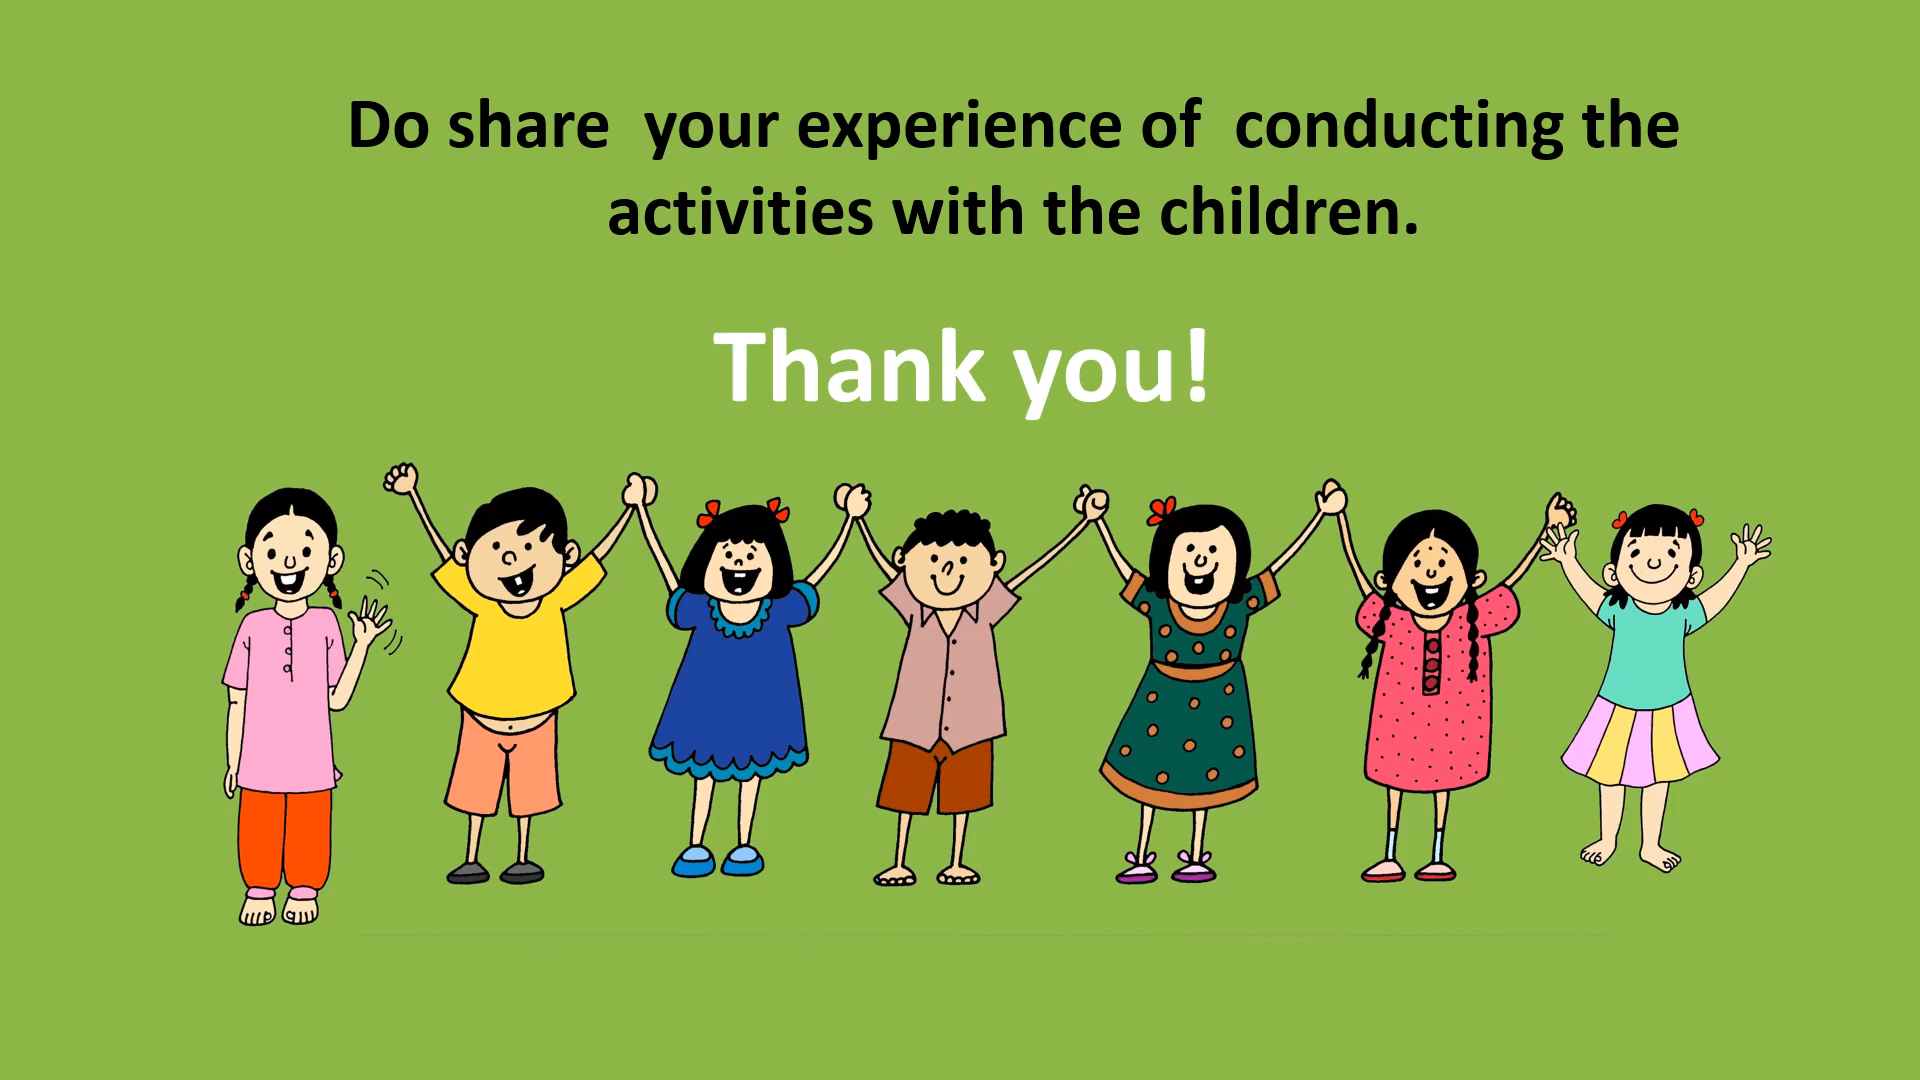 Do share  your experience of  conducting the
activities with the children.
Thank you!